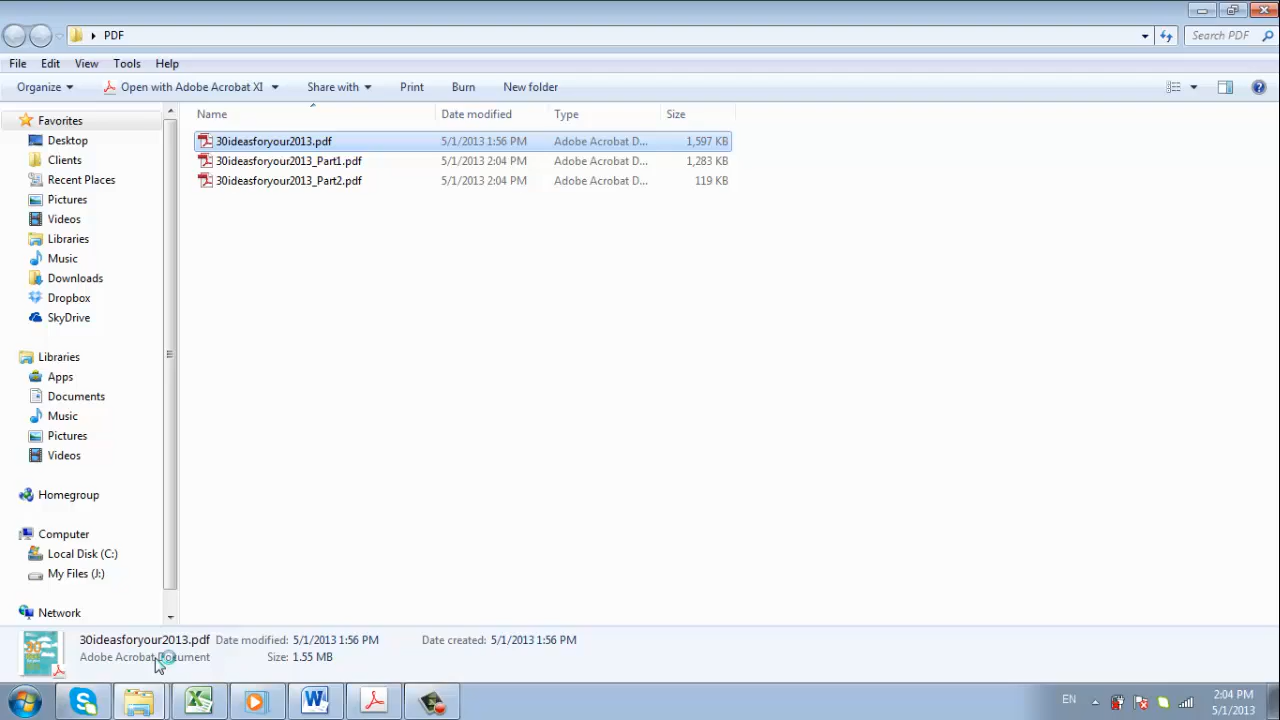 PDF
Search PDF
File Edit View Tools Help
Organize Open with Adobe Acrobat XI Share with Print Burn New folder
Name Date modified Type Size
30ideasforyour2013.pdf 5/1/2013 1:56 PM Adobe Acrobat D... 1,597 KB
30ideasforyour2013_Part1.pdf 5/1/2013 2:04 PM Adobe Acrobat D... 1,283 KB
30ideasforyour2013_Part2.pdf 5/1/2013 2:04 PM Adobe Acrobat D... 119 KB
Favorites
Desktop
Clients
Recent Places
Pictures
Videos
Libraries
Music
Downloads
Dropbox
SkyDrive
Libraries
Apps
Documents
Music
Pictures
Videos
Homegroup
Computer
Local Disk (C:)
My Files (J:)
Network
30ideasforyour2013.pdf Date modified: 5/1/2013 1:56 PM Date created: 5/1/2013 1:56 PM
Adobe Acrobat Document Size: 1.55 MB
EN
2:04 PM
5/1/2013